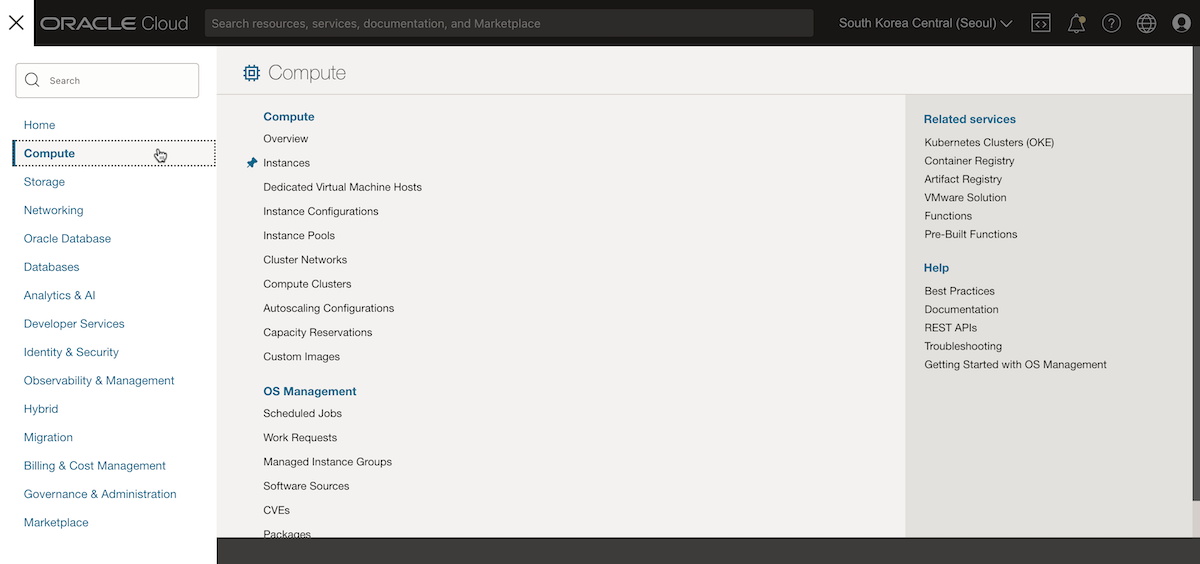 ORACLE Cloud
Search resources, services, documentation, and Marketplace
South Korea Central (Seoul)
Search
Home
Compute
Storage
Networking
Oracle Database
Databases
Analytics & AI
Developer Services
Identity & Security
Observability & Management
Hybrid
Migration
Billing & Cost Management
Governance & Administration
Marketplace
Compute
Compute
Overview
Instances
Dedicated Virtual Machine Hosts
Instance Configurations
Instance Pools
Cluster Networks
Compute Clusters
Autoscaling Configurations
Capacity Reservations
Custom Images
OS Management
Scheduled Jobs
Work Requests
Managed Instance Groups
Software Sources
CVEs
Packages
Related services
Kubernetes Clusters (OKE)
Container Registry
Artifact Registry
VMware Solution
Functions
Pre-Built Functions
Help
Best Practices
Documentation
REST APIs
Troubleshooting
Getting Started with OS Management